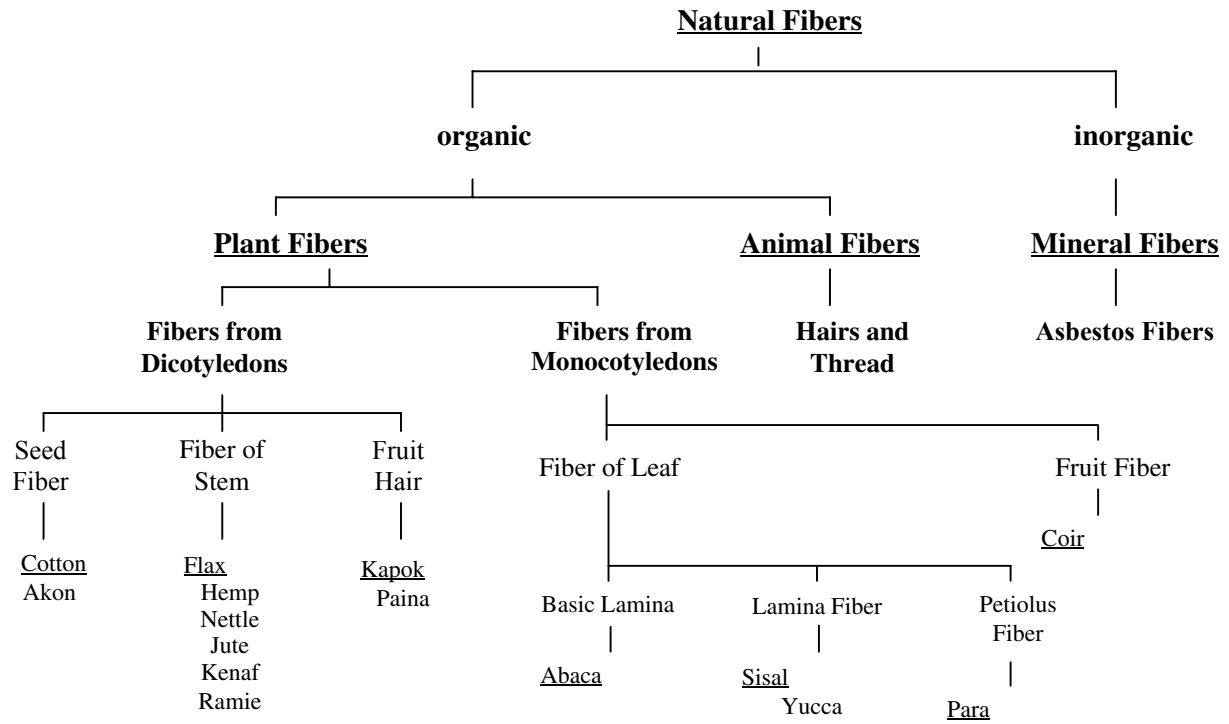 Natural Fibers
organic
inorganic
Plant Fibers
Animal Fibers
Mineral Fibers
Fibers from
Dicotyledons
Fibers from
Monocotyledons
Hairs and
Thread
Asbestos Fibers
Seed
Fiber
Fiber of
Stem
Fruit
Hair
Fiber of Leaf
Fruit Fiber
Cotton
Akon
Flax
Hemp
Nettle
Jute
Kenaf
Ramie
Kapok
Paina
Coir
Basic Lamina
Lamina Fiber
Petiolus
Fiber
Abaca
Sisal
Yucca
Para